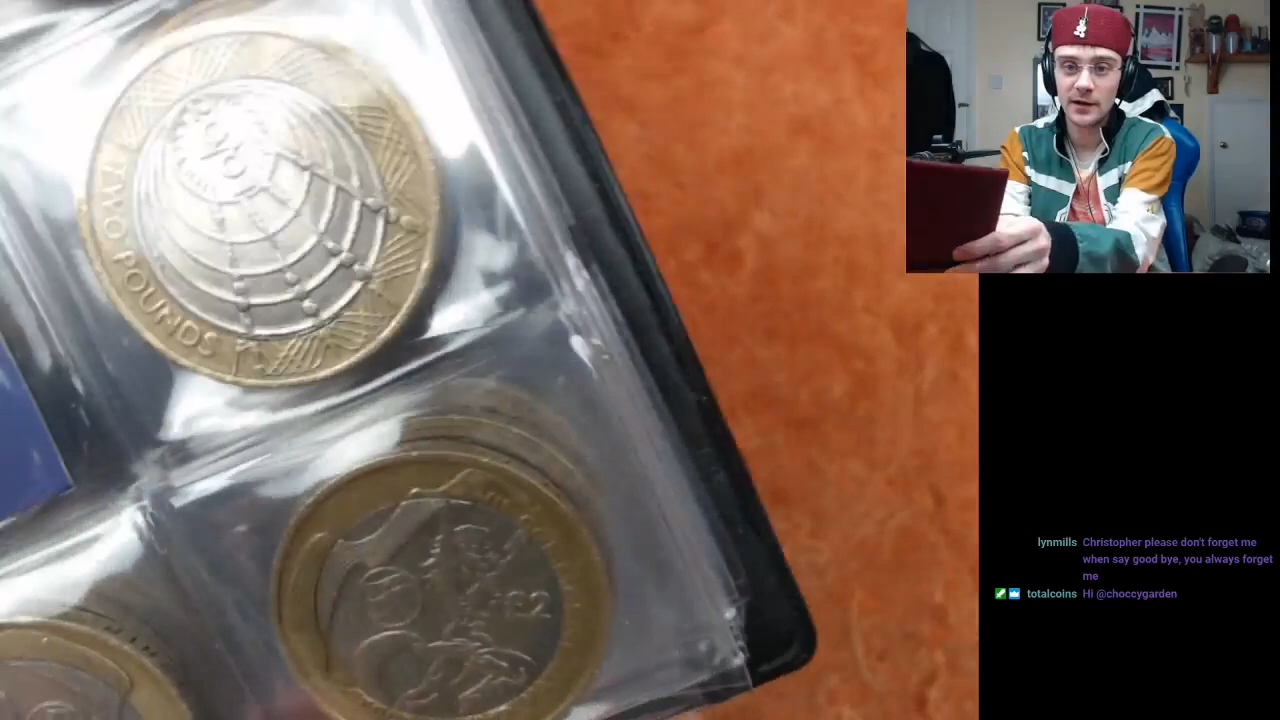 TWO POUNDS
£2
lynmills Christopher please don't forget me
when say good bye, you always forget
me
totalcoins Hi @choccygarden